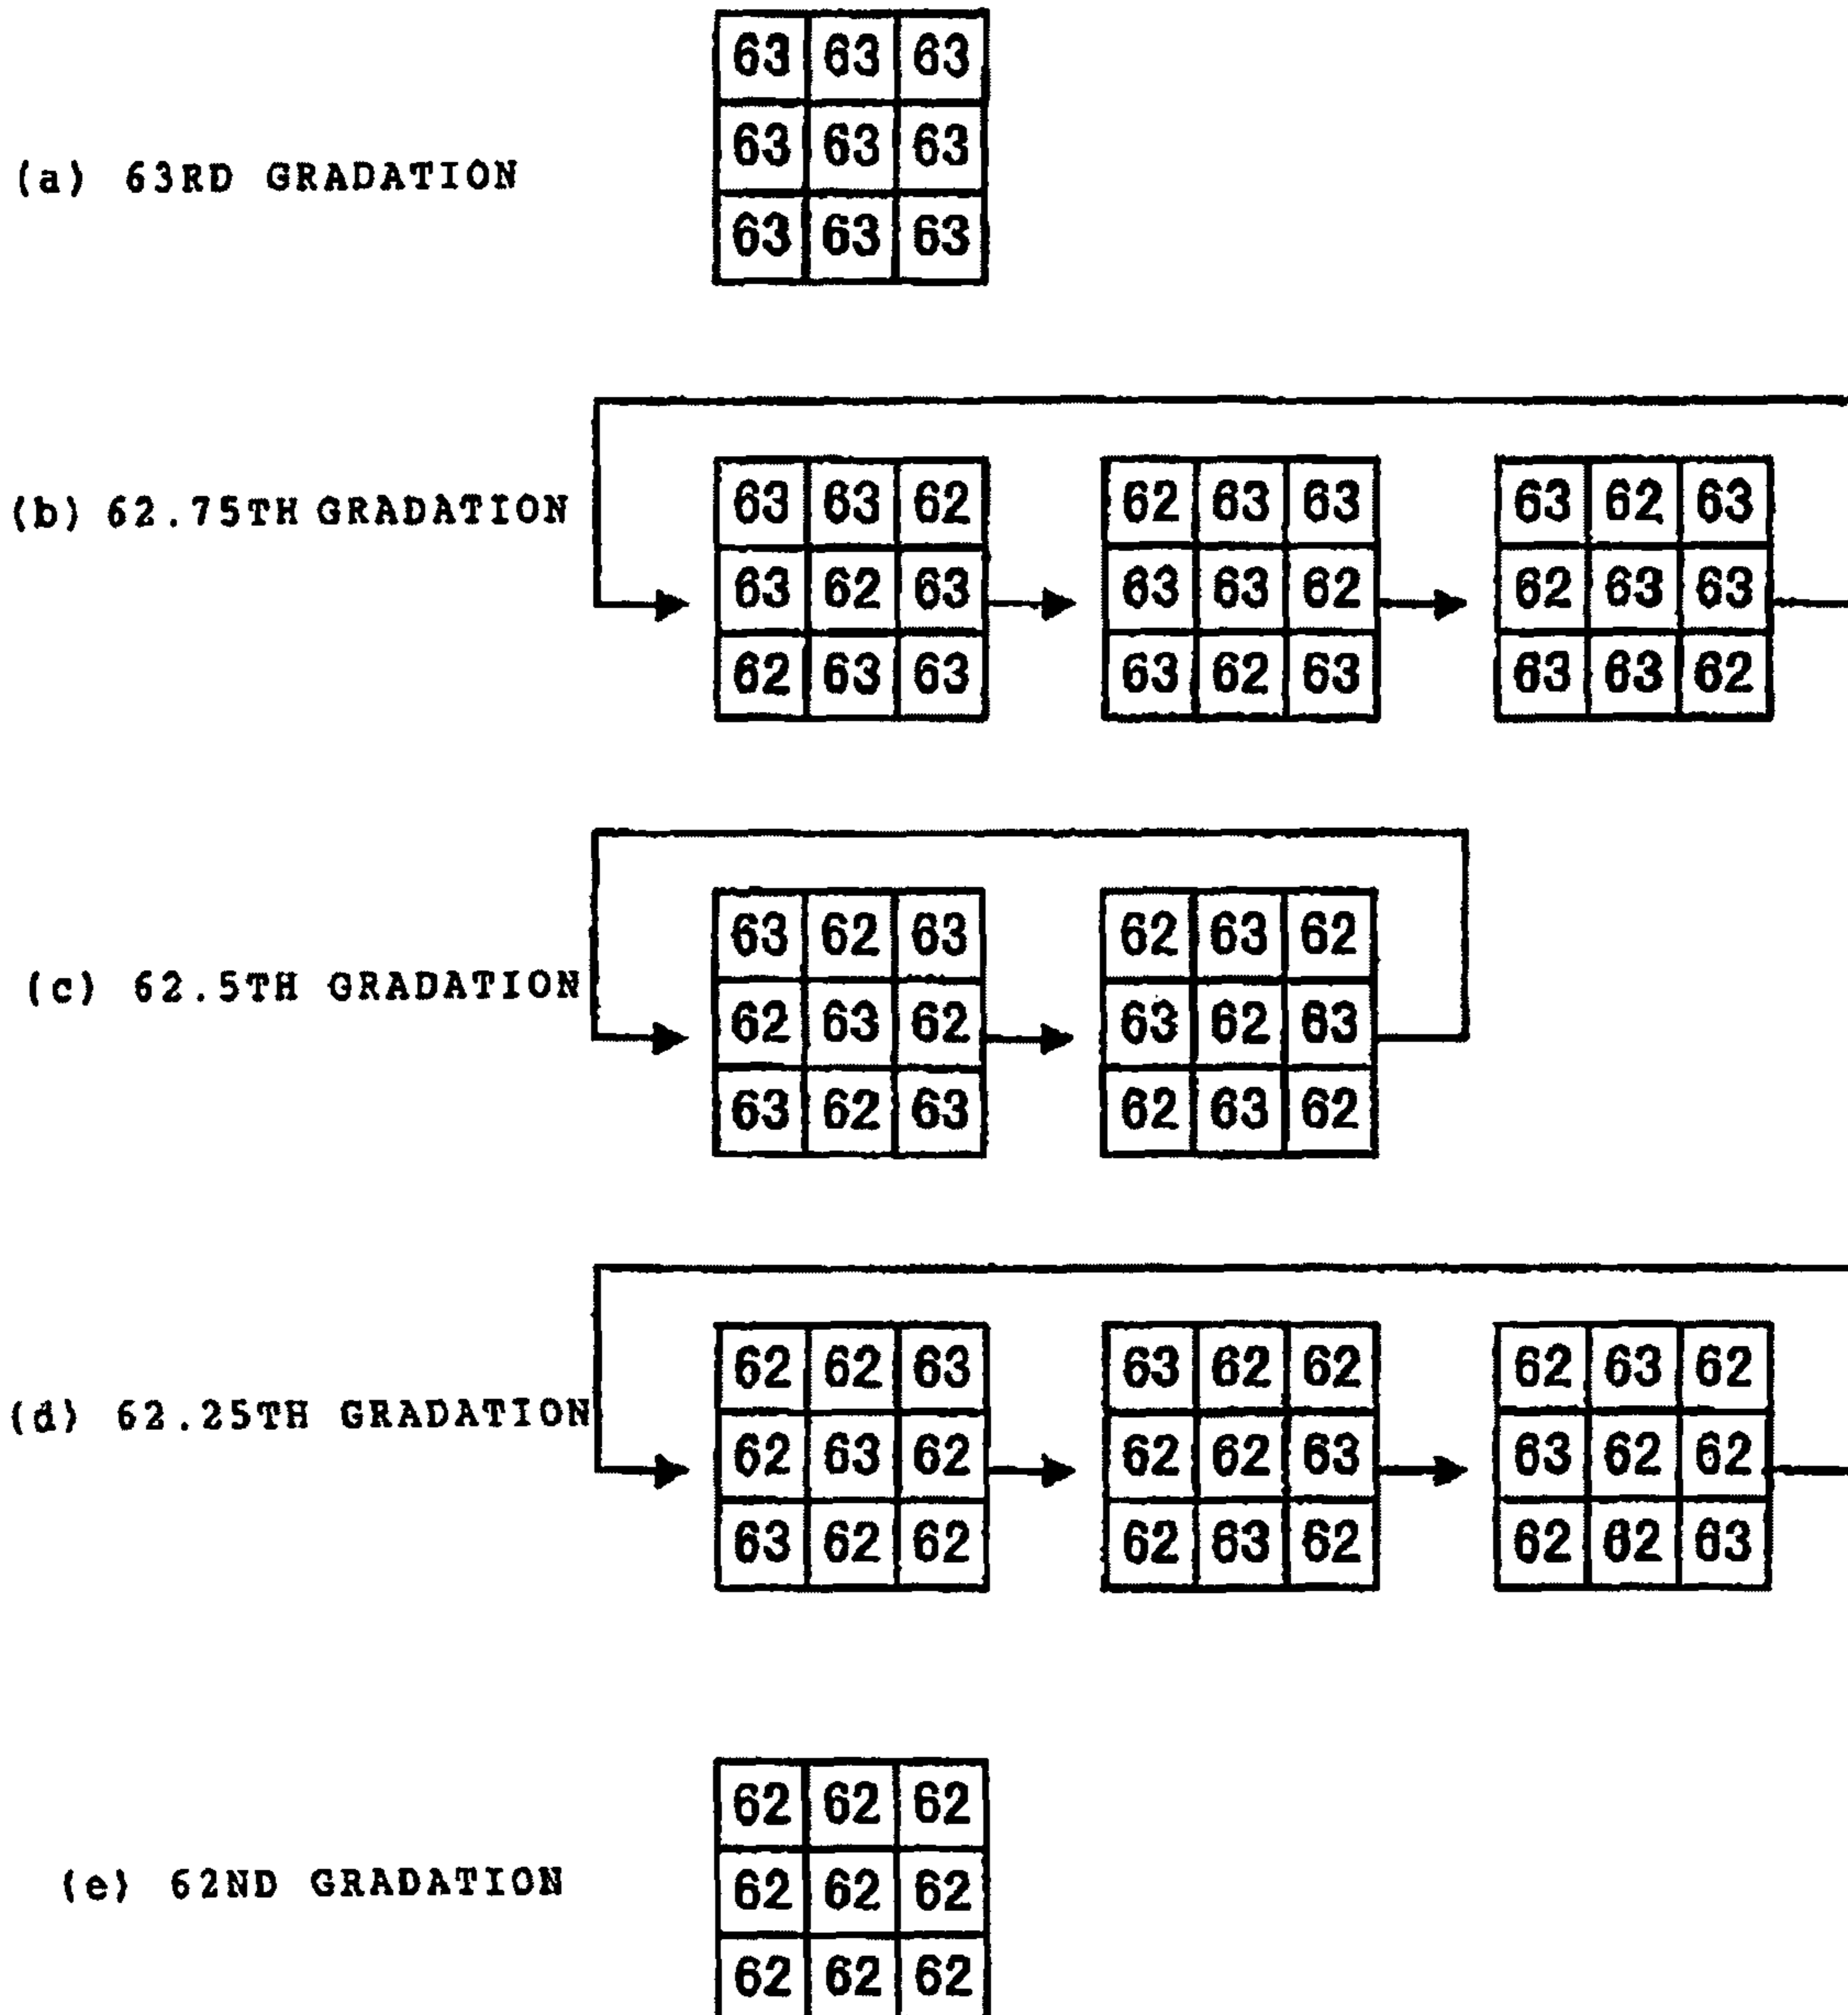 63 63 63
63 63 63
(a) 63RD GRADATION
63 63 63
63 63 62 62 63 63 63 62 63
(b) 62.75TH GRADATION
63 62 63 63 63 62 62 63 63
62 63 63 63 62 63 63 63 62
63 62 63 62 63 62
(c) 62.5TH GRADATION
62 63 62 63 62 63
63 62 63 62 63 62
62 62 63 63 62 62 62 63 62
(d) 62.25TH GRADATION
62 63 62 62 62 63 63 62 62
63 62 62 62 63 62 62 62 63
62 62 62
(e) 62ND GRADATION
62 62 62
62 62 62